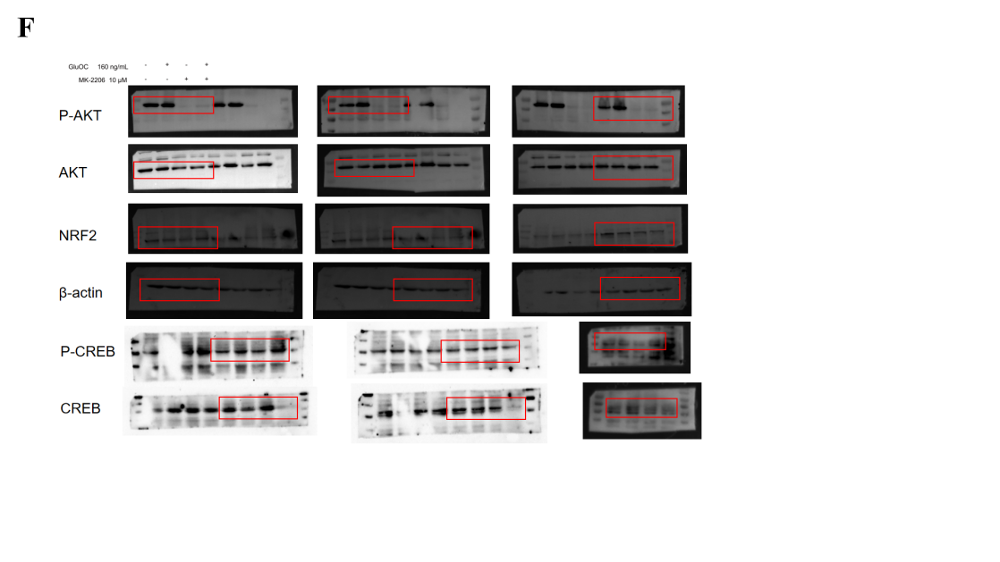 F
GluOC 160 ng/mL - + - +
MK-2206 10 μM - - + +
P-AKT
AKT
NRF2
β-actin
P-CREB
CREB